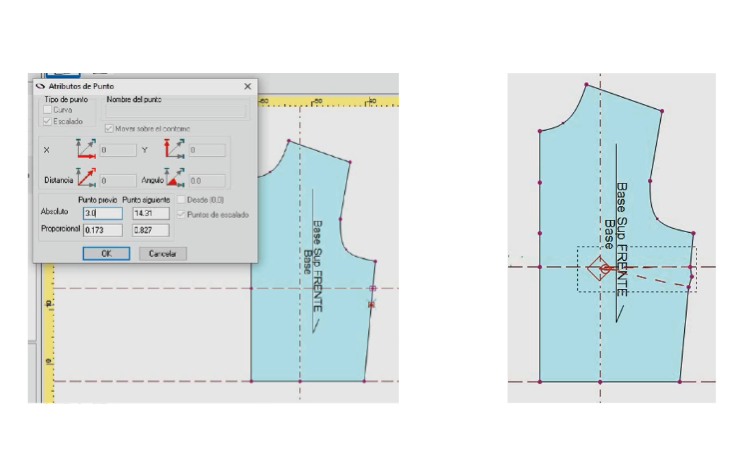 Atributos de Punto
Tipo de punto
Nombre del punto
Curva
Escalado
Mover sobre el contorno
X
0
Y
0
Distancia
0
Angulo
0.0
Punto previo
Punto siguiente
Desde (0.0)
Absoluto
3.0
14.31
Puntos de escalado
Proporcional
0.173
0.827
OK
Cancelar
Base Sup FRENTE
Base
Base Sup FRENTE
Base